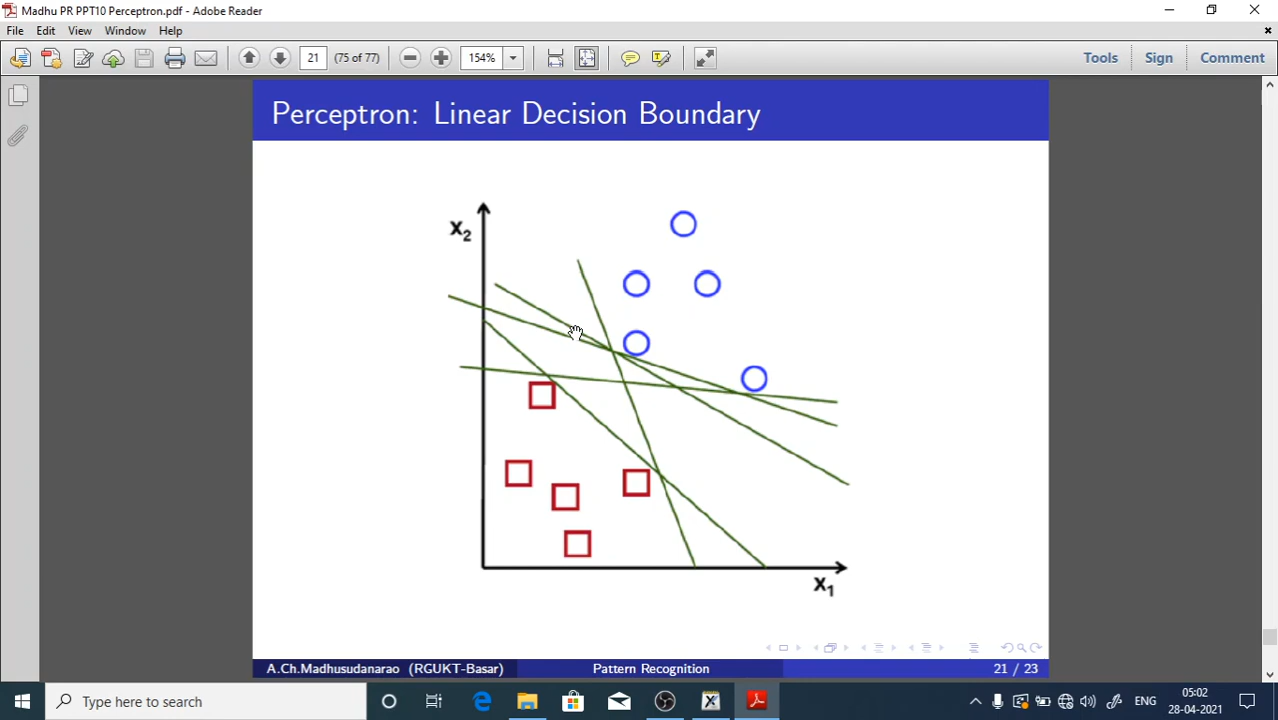 Madhu PR PPT10 Perceptron.pdf - Adobe Reader
File Edit View Window Help
21 (75 of 77) 154% Tools Sign Comment
Perceptron: Linear Decision Boundary
x2
x1
A.Ch.Madhusudanarao (RGUKT-Basar) Pattern Recognition 21 / 23
Type here to search
ENG
05:02
28-04-2021